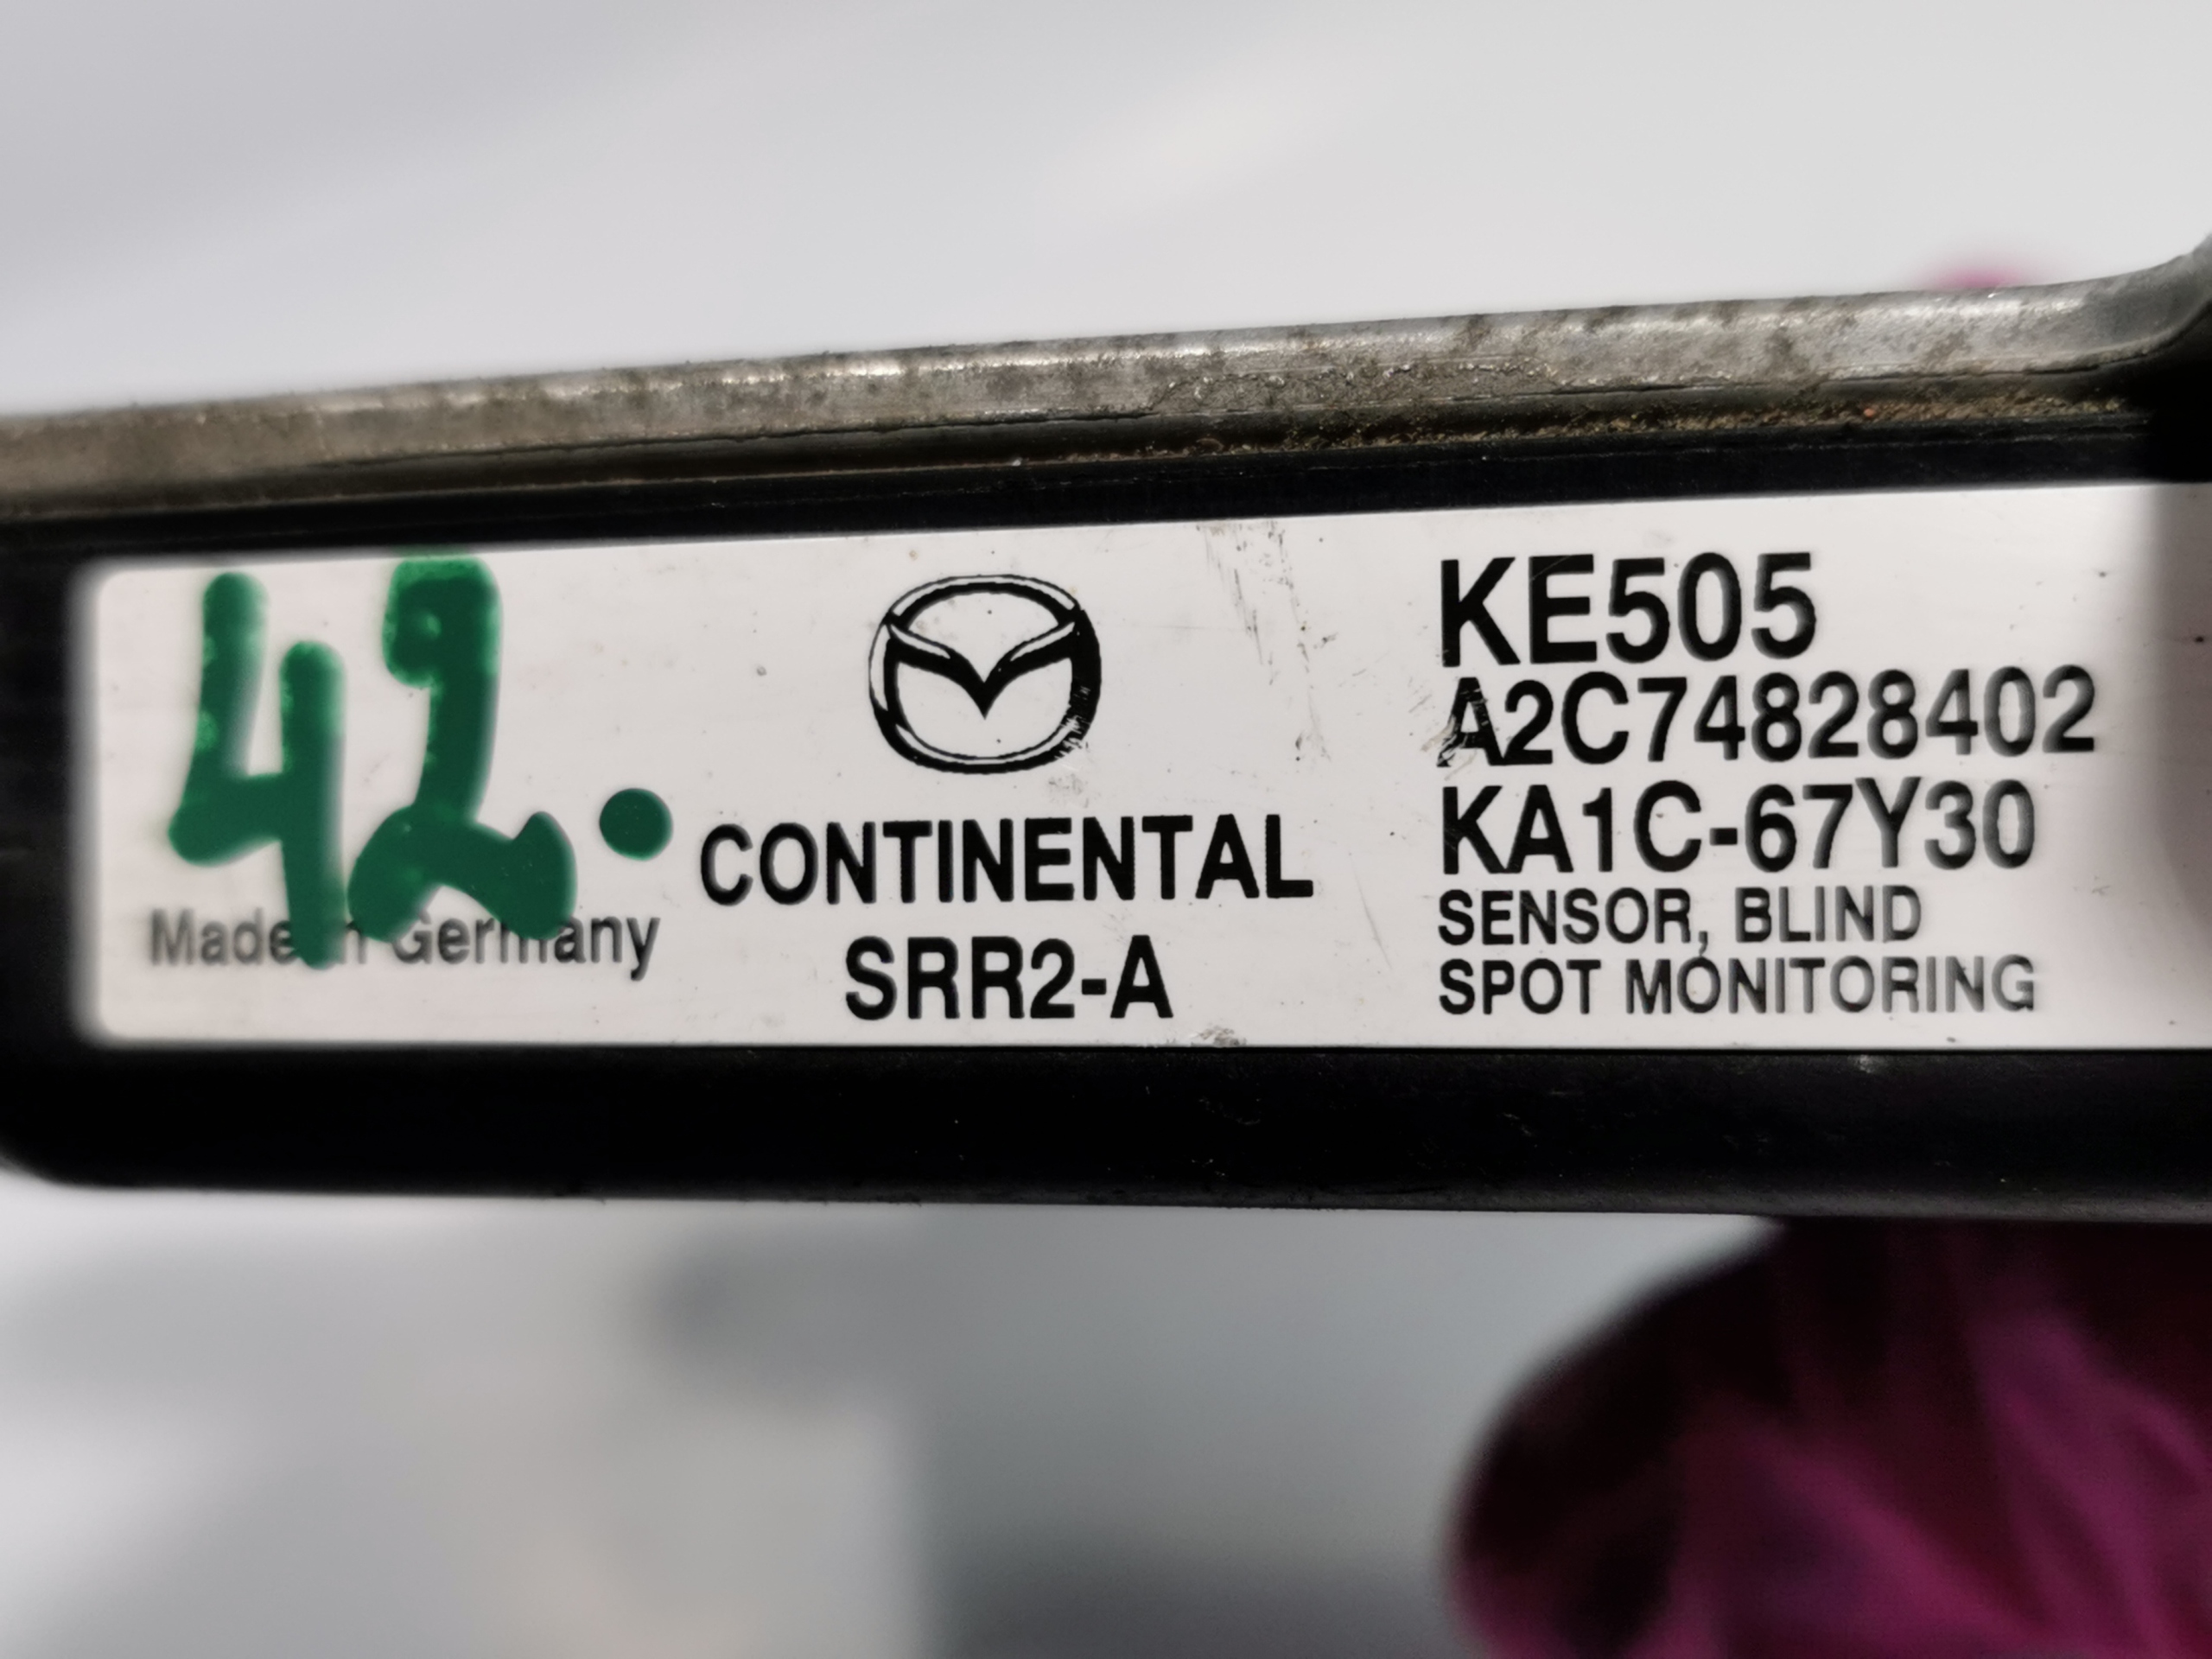 42.
Made in Germany
CONTINENTAL
SRR2-A
KE505
A2C74828402
KA1C-67Y30
SENSOR, BLIND
SPOT MONITORING